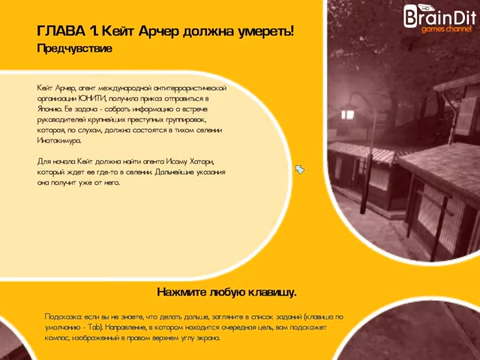 ГЛАВА 1. Кейт Арчер должна умереть!
Предчувствие
BrainDit
games channel
Кейт Арчер, агент международной антитеррористической
организации ЮНИТИ, получила приказ отправиться в
Японию. Ее задача - собрать информацию о встрече
руководителей крупнейших преступных группировок,
которая, по слухам, должна состоятся в тихом селении
Инотакимура.
Для начала Кейт должна найти агента Исаму Хатори,
который ждет ее где-то в селении. Дальнейшие указания
она получит уже от него.
Нажмите любую клавишу.
Подсказка: если вы не знаете, что делать дальше, загляните в список заданий (клавиша по
умолчанию - Tab). Направление, в котором находится очередная цель, вам подскажет
компас, изображенный в правом верхнем углу экрана.